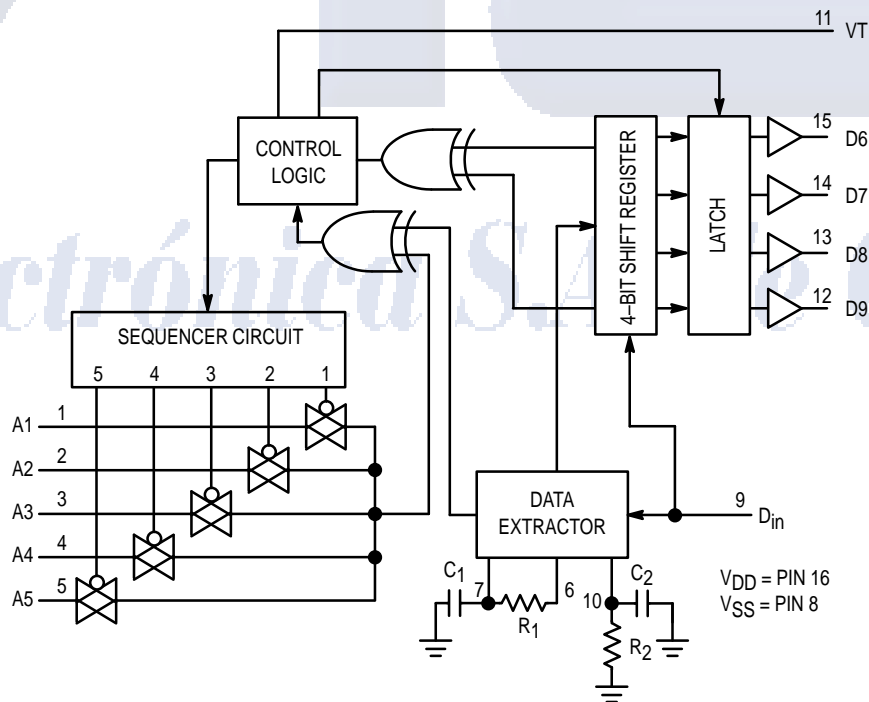 11 VT
CONTROL LOGIC
4–BIT SHIFT REGISTER
LATCH
15 D6
14 D7
13 D8
12 D9
SEQUENCER CIRCUIT
5 4 3 2 1
A1 1
A2 2
A3 3
A4 4
A5 5
DATA EXTRACTOR
9 Din
C1 7 R1 6 10 C2 R2
VDD = PIN 16
VSS = PIN 8